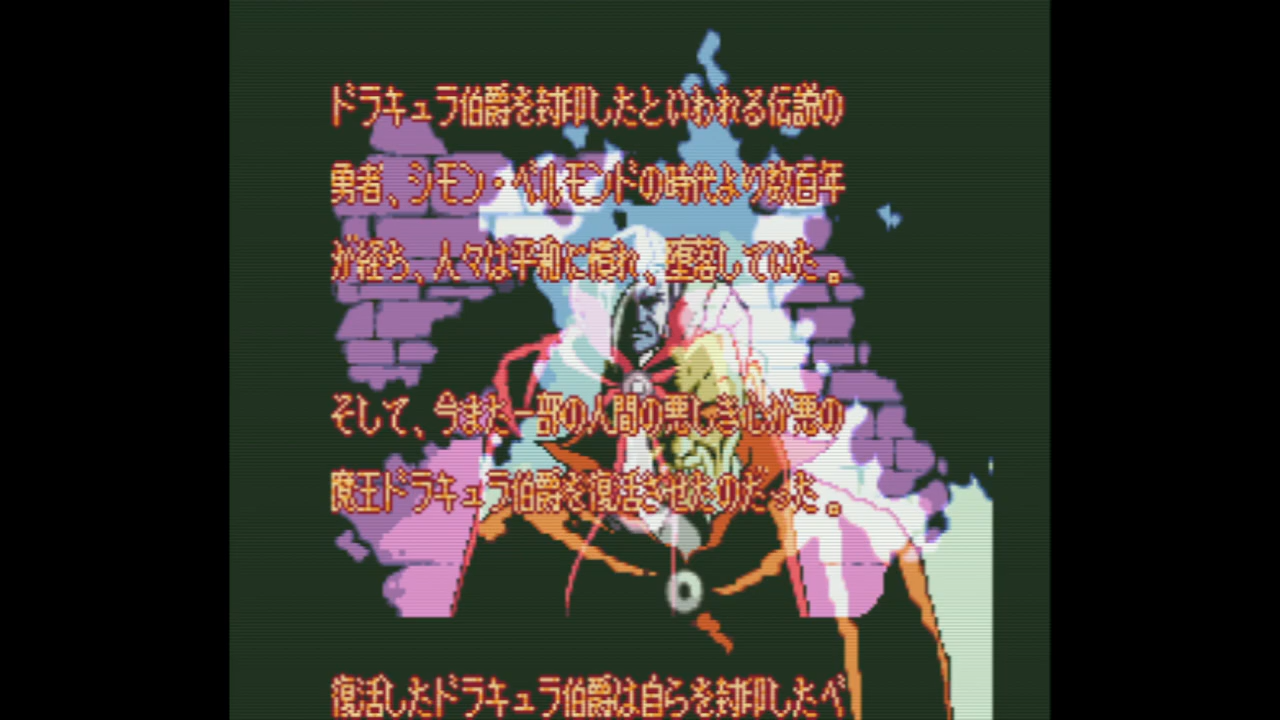 ドラキュラ伯爵を封印したといわれる伝説の
勇者、シモン・ベルモンドの時代より数百年
が経ち、人々は平和に慣れ、堕落していた。
そして、今また一部の人間の悪しき心が悪の
魔王ドラキュラ伯爵を復活させたのだった。
復活したドラキュラ伯爵は自らを封印したベ